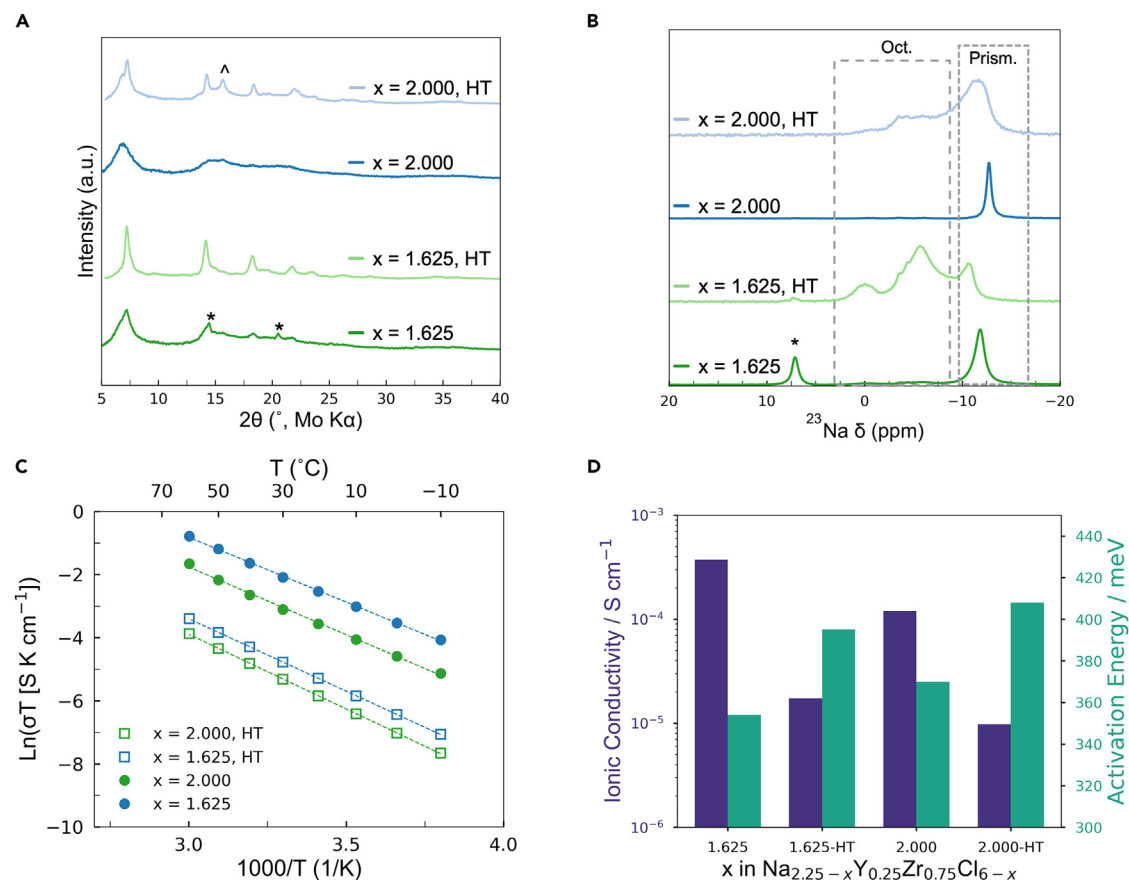 A
^
x = 2.000, HT
x = 2.000
x = 1.625, HT
*
*
x = 1.625
Intensity (a.u.)
5 10 15 20 25 30 35 40
2θ (˚, Mo Kα)
B
Oct.
Prism.
x = 2.000, HT
x = 2.000
x = 1.625, HT
*
x = 1.625
20 10 0 −10 −20
²³Na δ (ppm)
C
T (˚C)
70 50 30 10 −10
0
−2
−4
−6
−8
−10
Ln(σT [S K cm⁻¹])
x = 2.000, HT
x = 1.625, HT
x = 2.000
x = 1.625
3.0 3.5 4.0
1000/T (1/K)
D
Ionic Conductivity / S cm⁻¹
10⁻³
10⁻⁴
10⁻⁵
10⁻⁶
440
420
400
380
360
340
320
300
Activation Energy / meV
1.625 1.625-HT 2.000 2.000-HT
x in Na₂.₂₅₋ₓY₀.₂₅Zr₀.₇₅Cl₆₋ₓ